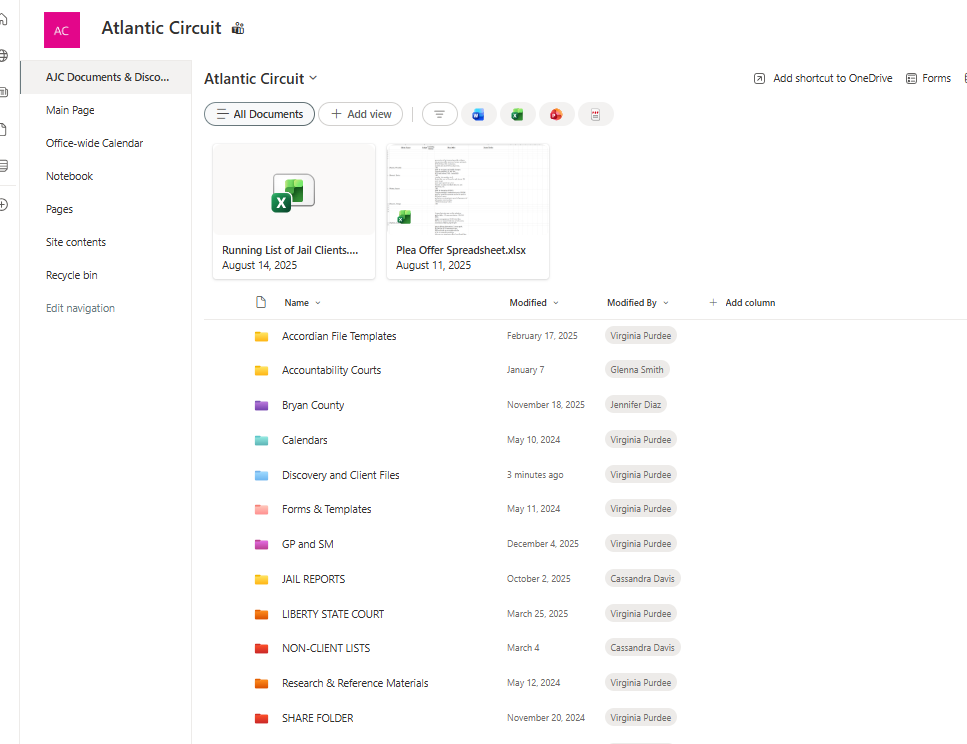 AC
Atlantic Circuit
AJC Documents & Disco...
Main Page
Office-wide Calendar
Notebook
Pages
Site contents
Recycle bin
Edit navigation
Atlantic Circuit
Add shortcut to OneDrive
Forms
All Documents
Add view
Running List of Jail Clients....
August 14, 2025
Plea Offer Spreadsheet.xlsx
August 11, 2025
Name Modified Modified By Add column
Accordian File Templates February 17, 2025 Virginia Purdee
Accountability Courts January 7 Glenna Smith
Bryan County November 18, 2025 Jennifer Diaz
Calendars May 10, 2024 Virginia Purdee
Discovery and Client Files 3 minutes ago Virginia Purdee
Forms & Templates May 11, 2024 Virginia Purdee
GP and SM December 4, 2025 Virginia Purdee
JAIL REPORTS October 2, 2025 Cassandra Davis
LIBERTY STATE COURT March 25, 2025 Virginia Purdee
NON-CLIENT LISTS March 4 Cassandra Davis
Research & Reference Materials May 12, 2024 Virginia Purdee
SHARE FOLDER November 20, 2024 Virginia Purdee